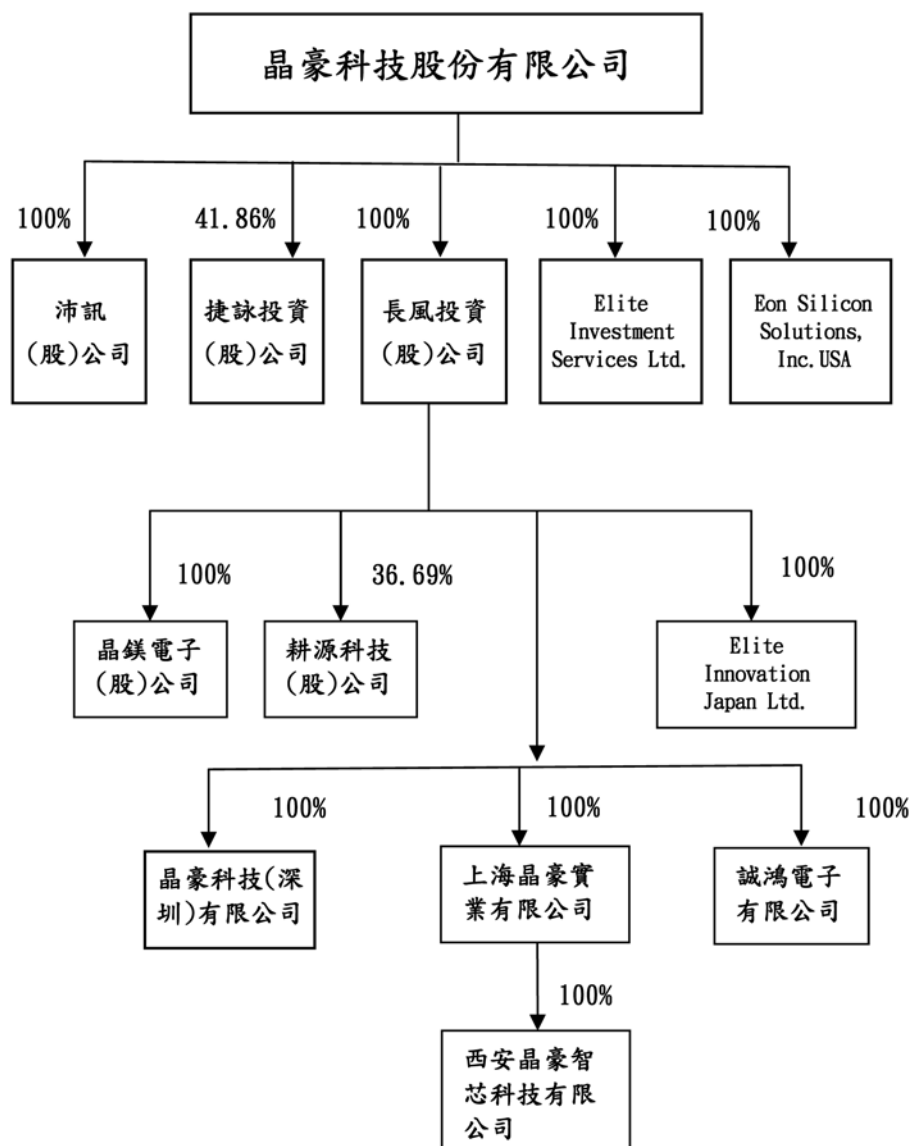 晶豪科技股份有限公司
100%
41.86%
100%
100%
100%
沛訊
(股)公司
捷詠投資
(股)公司
長風投資
(股)公司
Elite
Investment
Services Ltd.
Eon Silicon
Solutions,
Inc. USA
100%
36.69%
100%
晶鎂電子
(股)公司
耕源科技
(股)公司
Elite
Innovation
Japan Ltd.
100%
100%
100%
晶豪科技(深
圳)有限公司
上海晶豪實
業有限公司
誠鴻電子
有限公司
100%
西安晶豪智
芯科技有限
公司